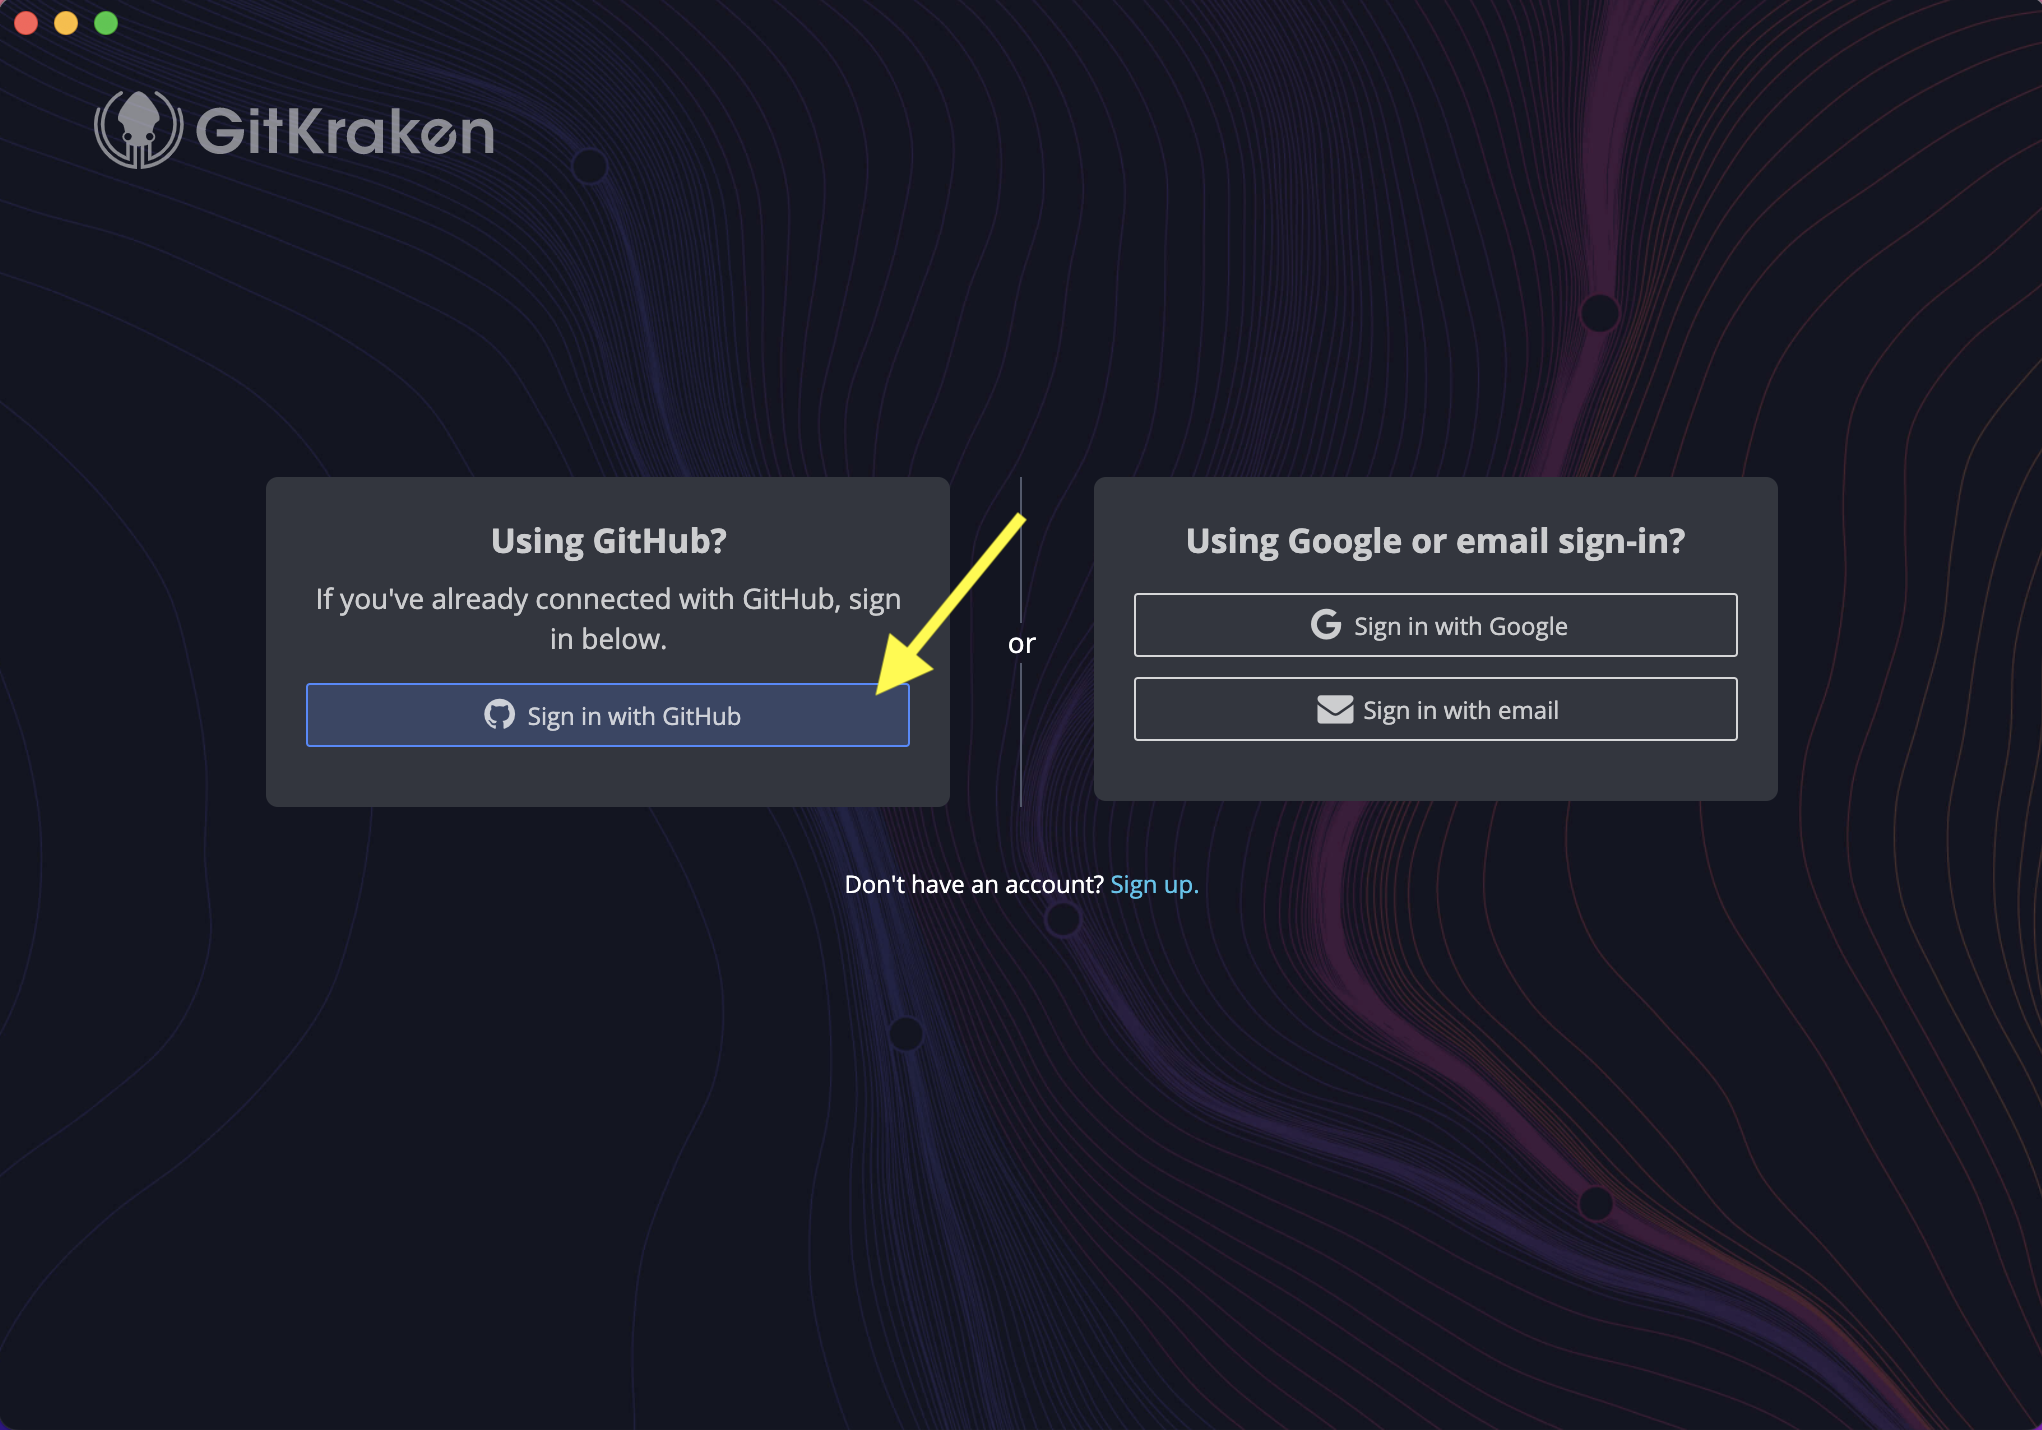 GitKraken
Using GitHub?
If you've already connected with GitHub, sign
in below.
Sign in with GitHub
or
Using Google or email sign-in?
Sign in with Google
Sign in with email
Don't have an account? Sign up.